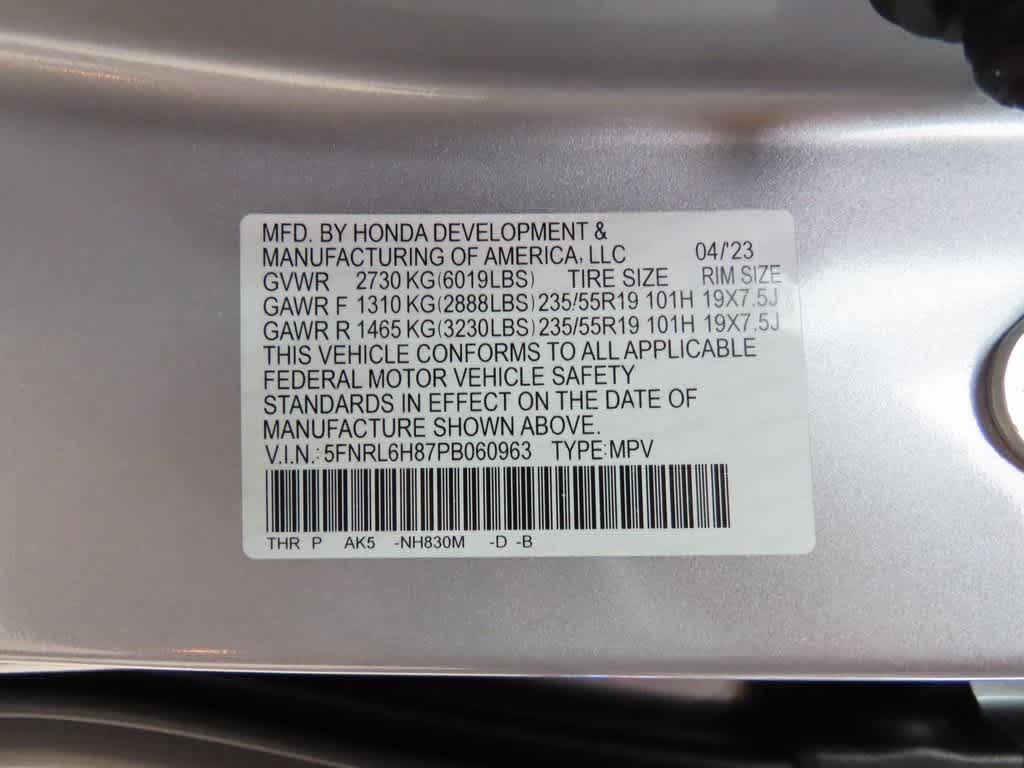 MFD. BY HONDA DEVELOPMENT &
MANUFACTURING OF AMERICA, LLC 04/'23
GVWR 2730 KG(6019LBS) TIRE SIZE RIM SIZE
GAWR F 1310 KG(2888LBS) 235/55R19 101H 19X7.5J
GAWR R 1465 KG(3230LBS) 235/55R19 101H 19X7.5J
THIS VEHICLE CONFORMS TO ALL APPLICABLE
FEDERAL MOTOR VEHICLE SAFETY
STANDARDS IN EFFECT ON THE DATE OF
MANUFACTURE SHOWN ABOVE.
V.I.N.: 5FNRL6H87PB060963 TYPE:MPV
THR P AK5 -NH830M -D -B